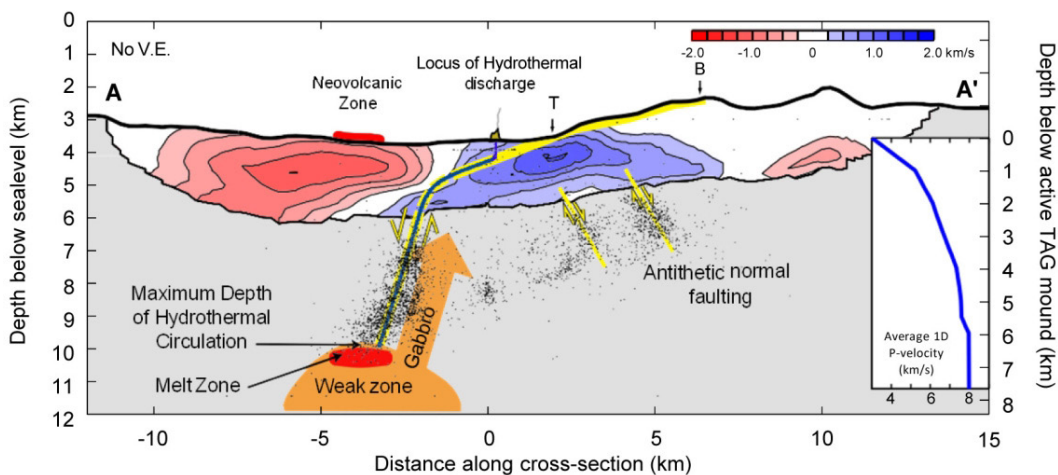 0
1
2
3
4
5
6
7
8
9
10
11
12
Depth below sealevel (km)
No V.E.
A
Neovolcanic
Zone
Locus of Hydrothermal
discharge
T
B
A'
-2.0
-1.0
0
1.0
2.0 km/s
Maximum Depth
of Hydrothermal
Circulation
Melt Zone
Weak zone
Gabbro
Antithetic normal
faulting
Average 1D
P-velocity
(km/s)
4
6
8
0
1
2
3
4
5
6
7
8
Depth below active TAG mound (km)
-10
-5
0
5
10
15
Distance along cross-section (km)